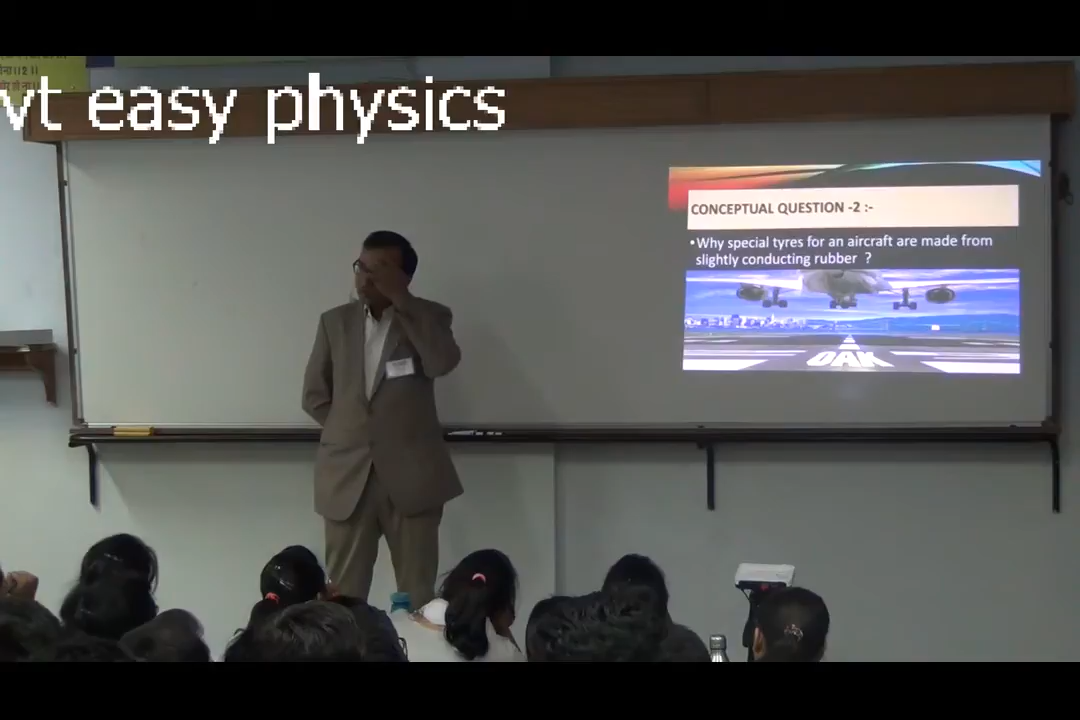 ना।।2।।
vt easy physics
CONCEPTUAL QUESTION -2 :-
•Why special tyres for an aircraft are made from
slightly conducting rubber ?
OAK